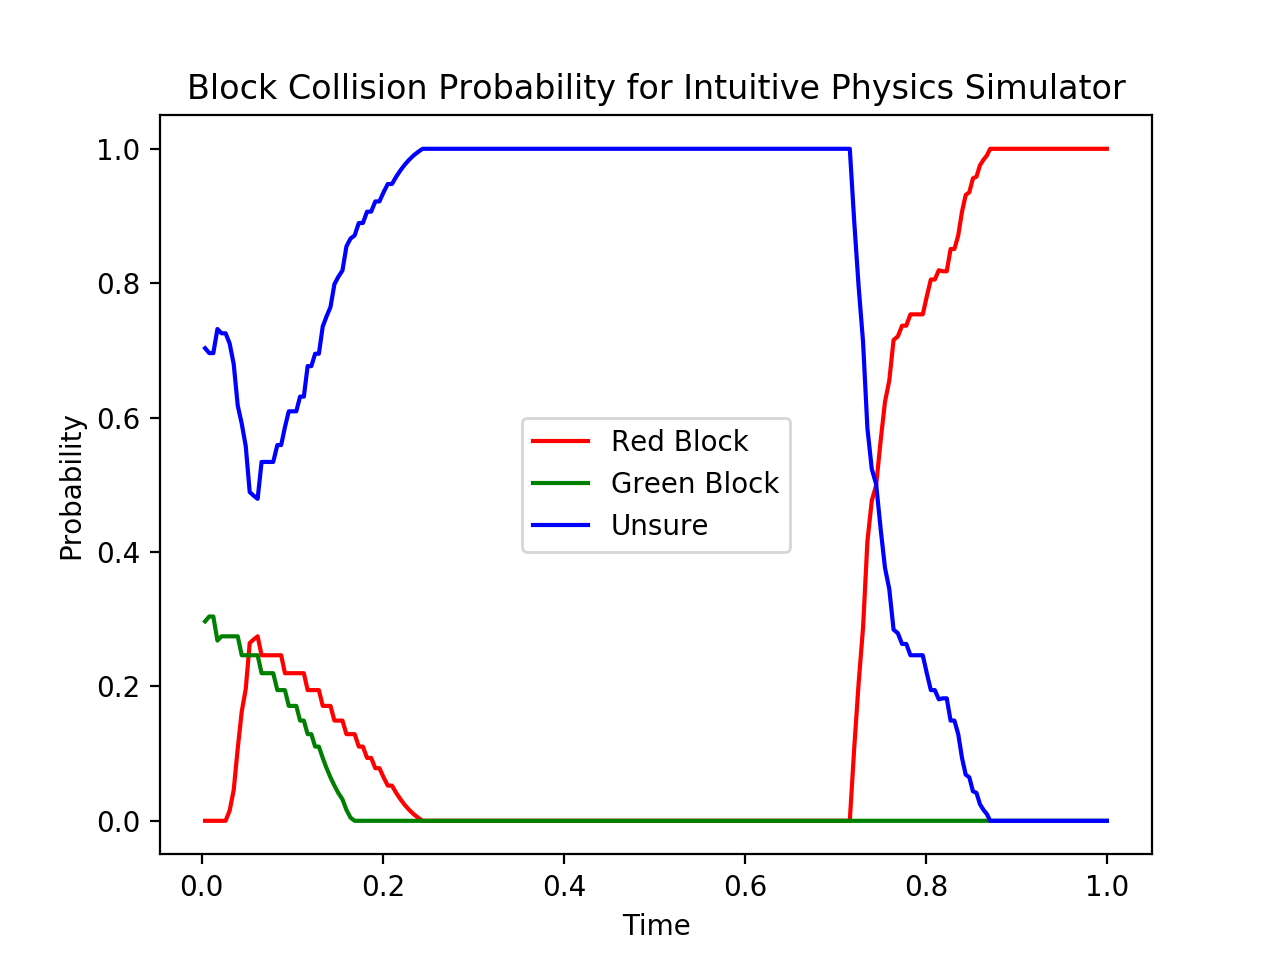 Block Collision Probability for Intuitive Physics Simulator
1.0
0.8
0.6
0.4
0.2
0.0
Probability
Red Block
Green Block
Unsure
0.0 0.2 0.4 0.6 0.8 1.0
Time